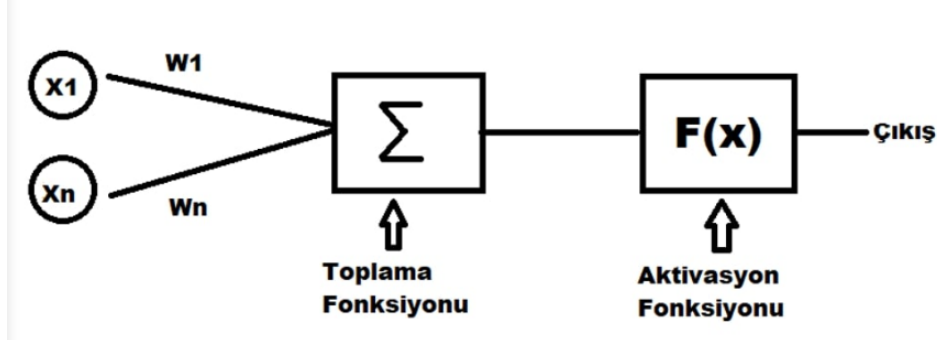 W1
X1
Σ
F(x)
Çıkış
Xn
Wn
Toplama
Fonksiyonu
Aktivasyon
Fonksiyonu